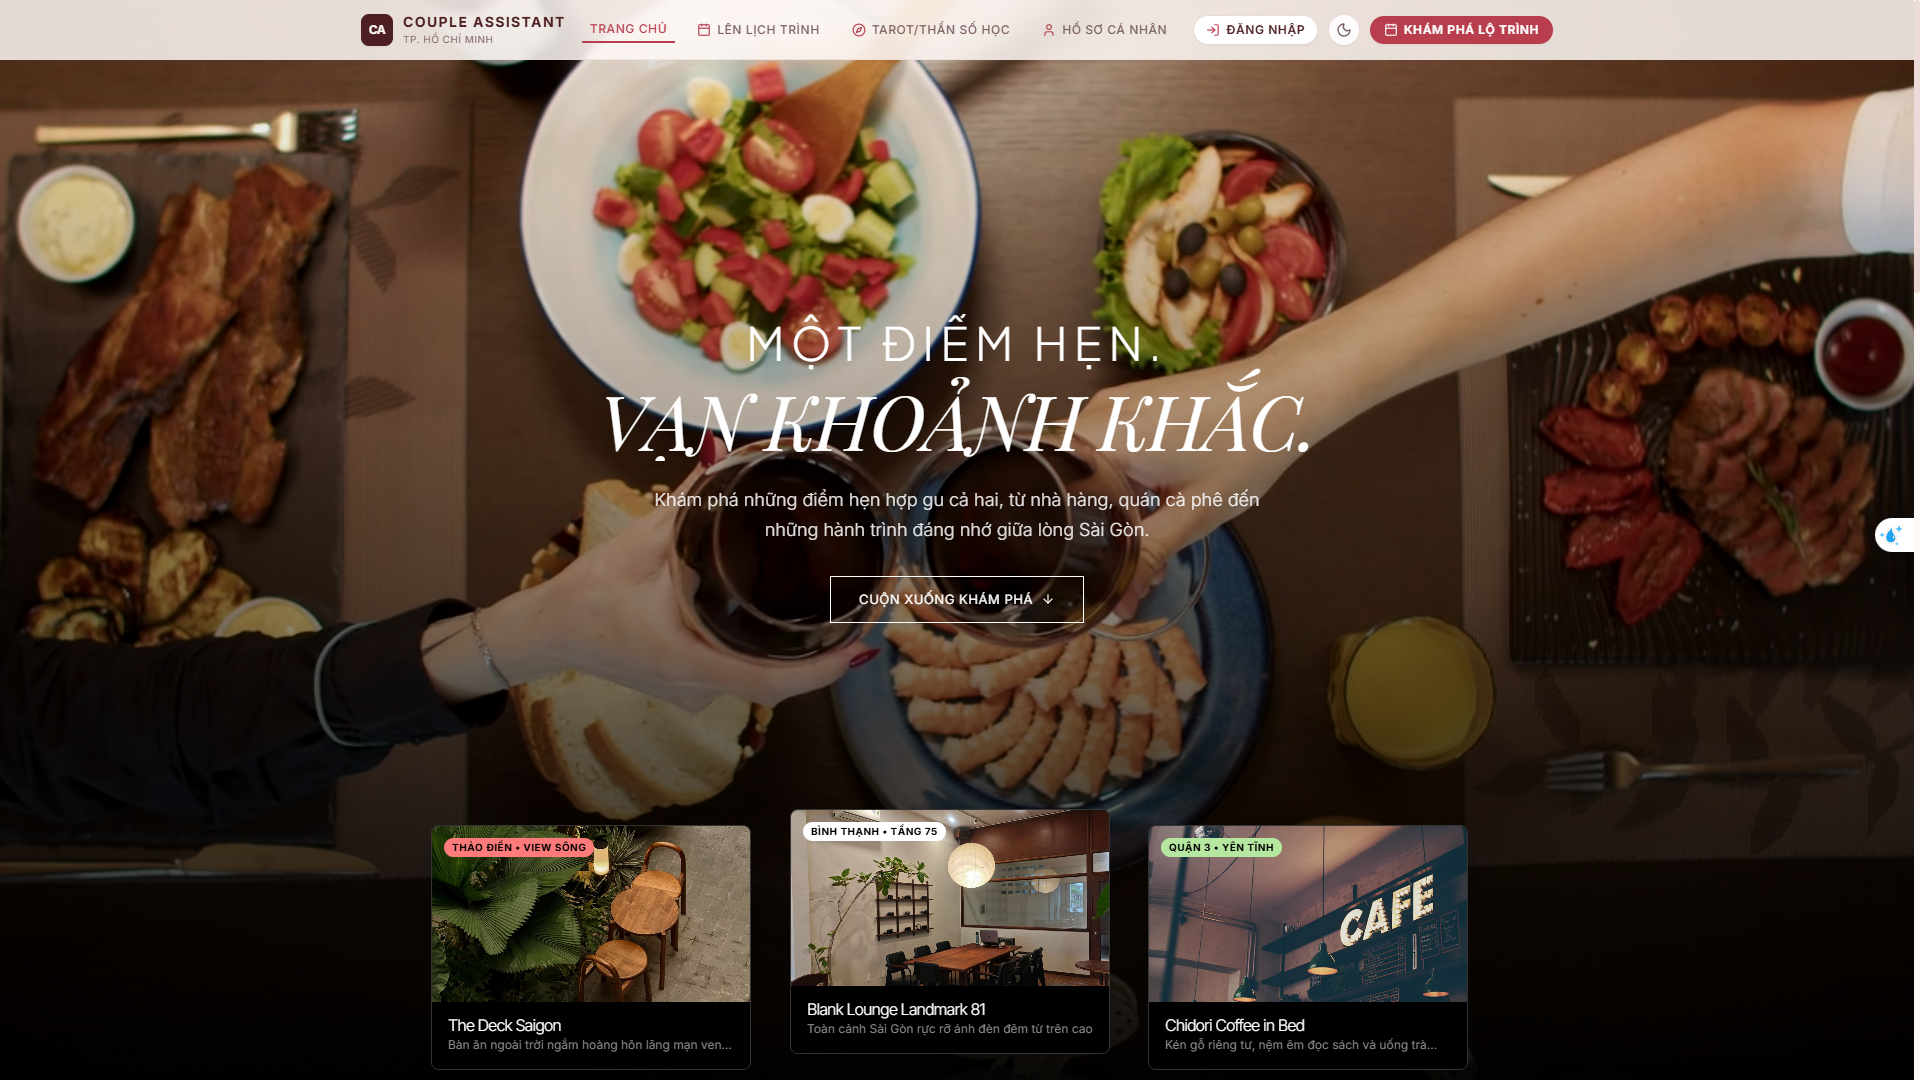 CA
COUPLE ASSISTANT
TP. HỒ CHÍ MINH
TRANG CHỦ
LÊN LỊCH TRÌNH
TAROT/THẦN SỐ HỌC
HỒ SƠ CÁ NHÂN
ĐĂNG NHẬP
KHÁM PHÁ LỘ TRÌNH
MỘT ĐIỂM HẸN.
VẠN KHOẢNH KHẮC.
Khám phá những điểm hẹn hợp gu cả hai, từ nhà hàng, quán cà phê đến
những hành trình đáng nhớ giữa lòng Sài Gòn.
CUỘN XUỐNG KHÁM PHÁ ↓
THẢO ĐIỀN • VIEW SÔNG
The Deck Saigon
Bàn ăn ngoài trời ngắm hoàng hôn lãng mạn ven...
BÌNH THẠNH • TẦNG 75
Blank Lounge Landmark 81
Toàn cảnh Sài Gòn rực rỡ ánh đèn đêm từ trên cao
QUẬN 3 • YÊN TĨNH
CAFE
Chidori Coffee in Bed
Kén gỗ riêng tư, nệm êm đọc sách và uống trà...